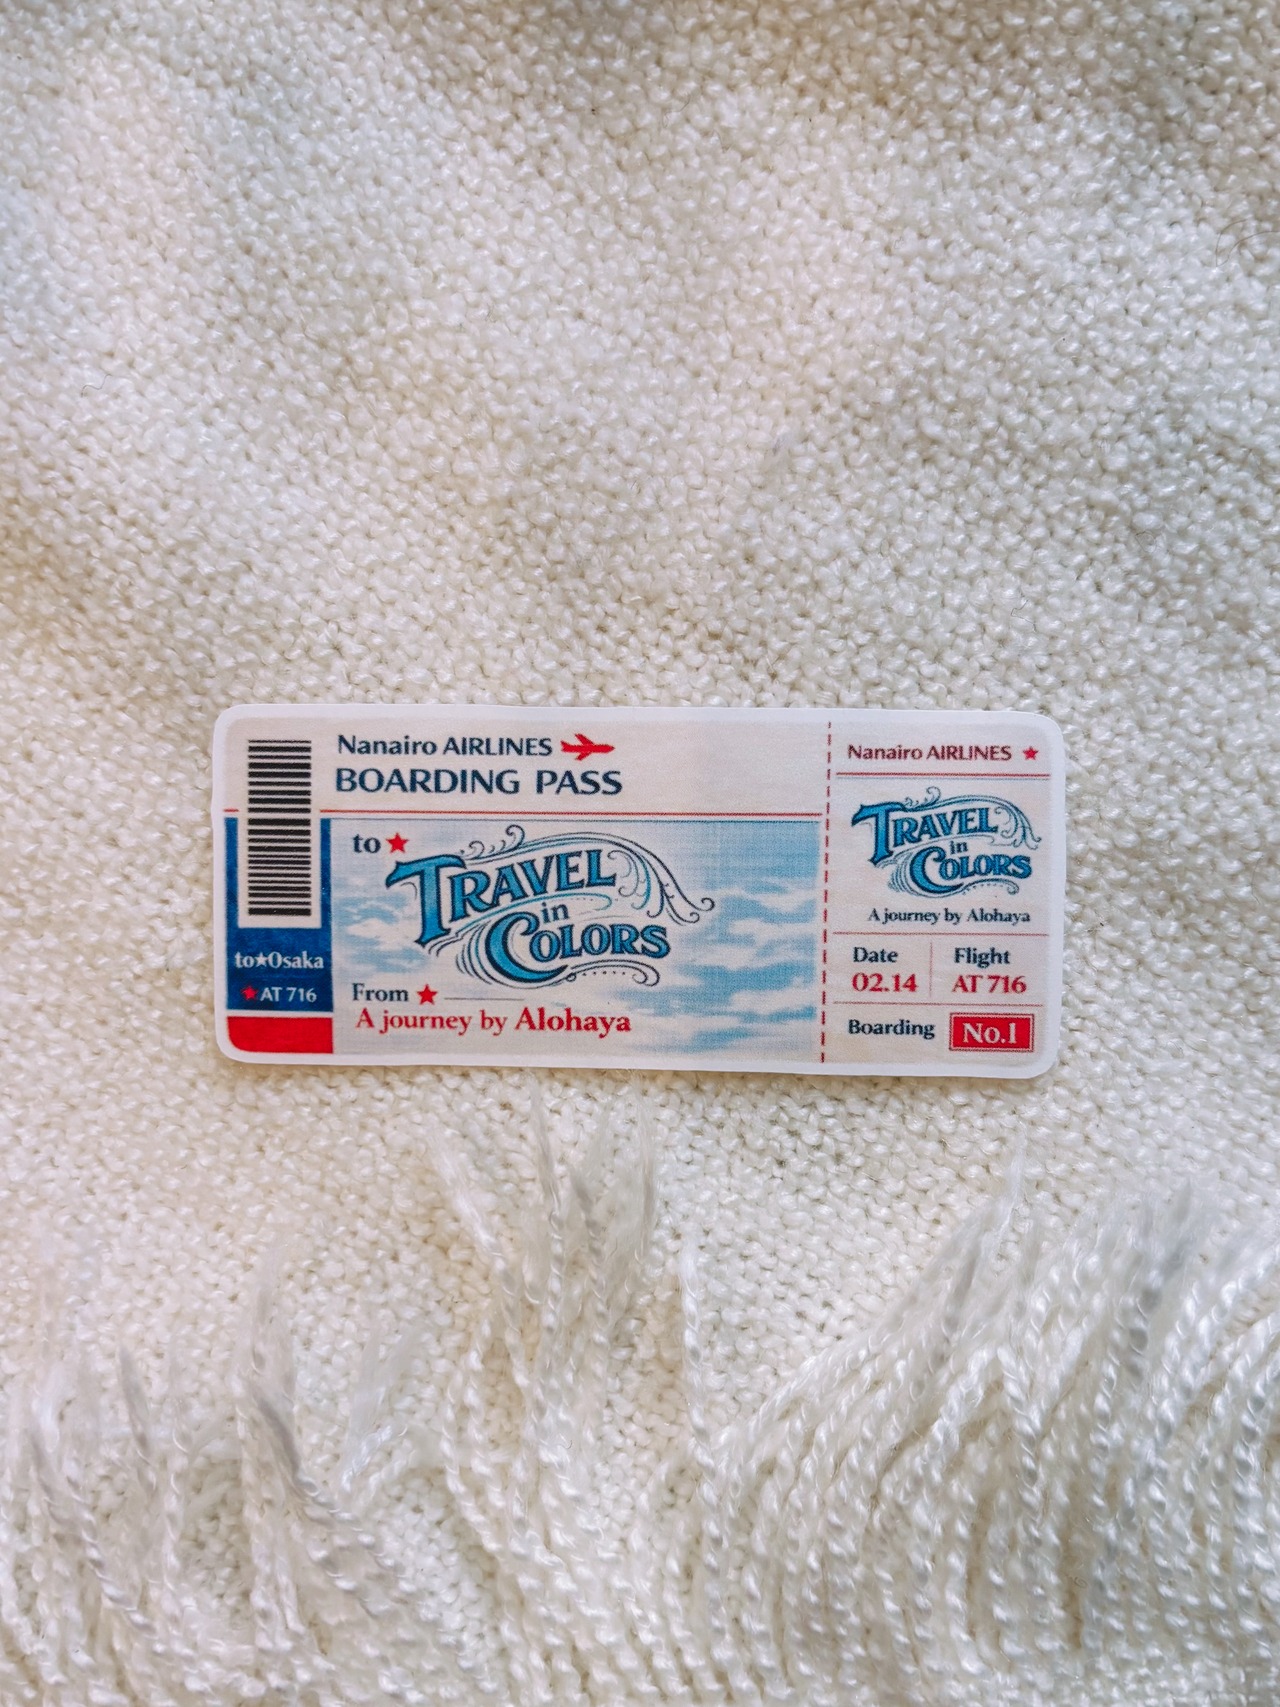 Nanairo AIRLINES
BOARDING PASS
to★
TRAVEL
in
COLORS
From ★
A journey by Alohaya
to★Osaka
★AT 716
Nanairo AIRLINES ★
TRAVEL
in
COLORS
A journey by Alohaya
Date
02.14
Flight
AT 716
Boarding
No.1